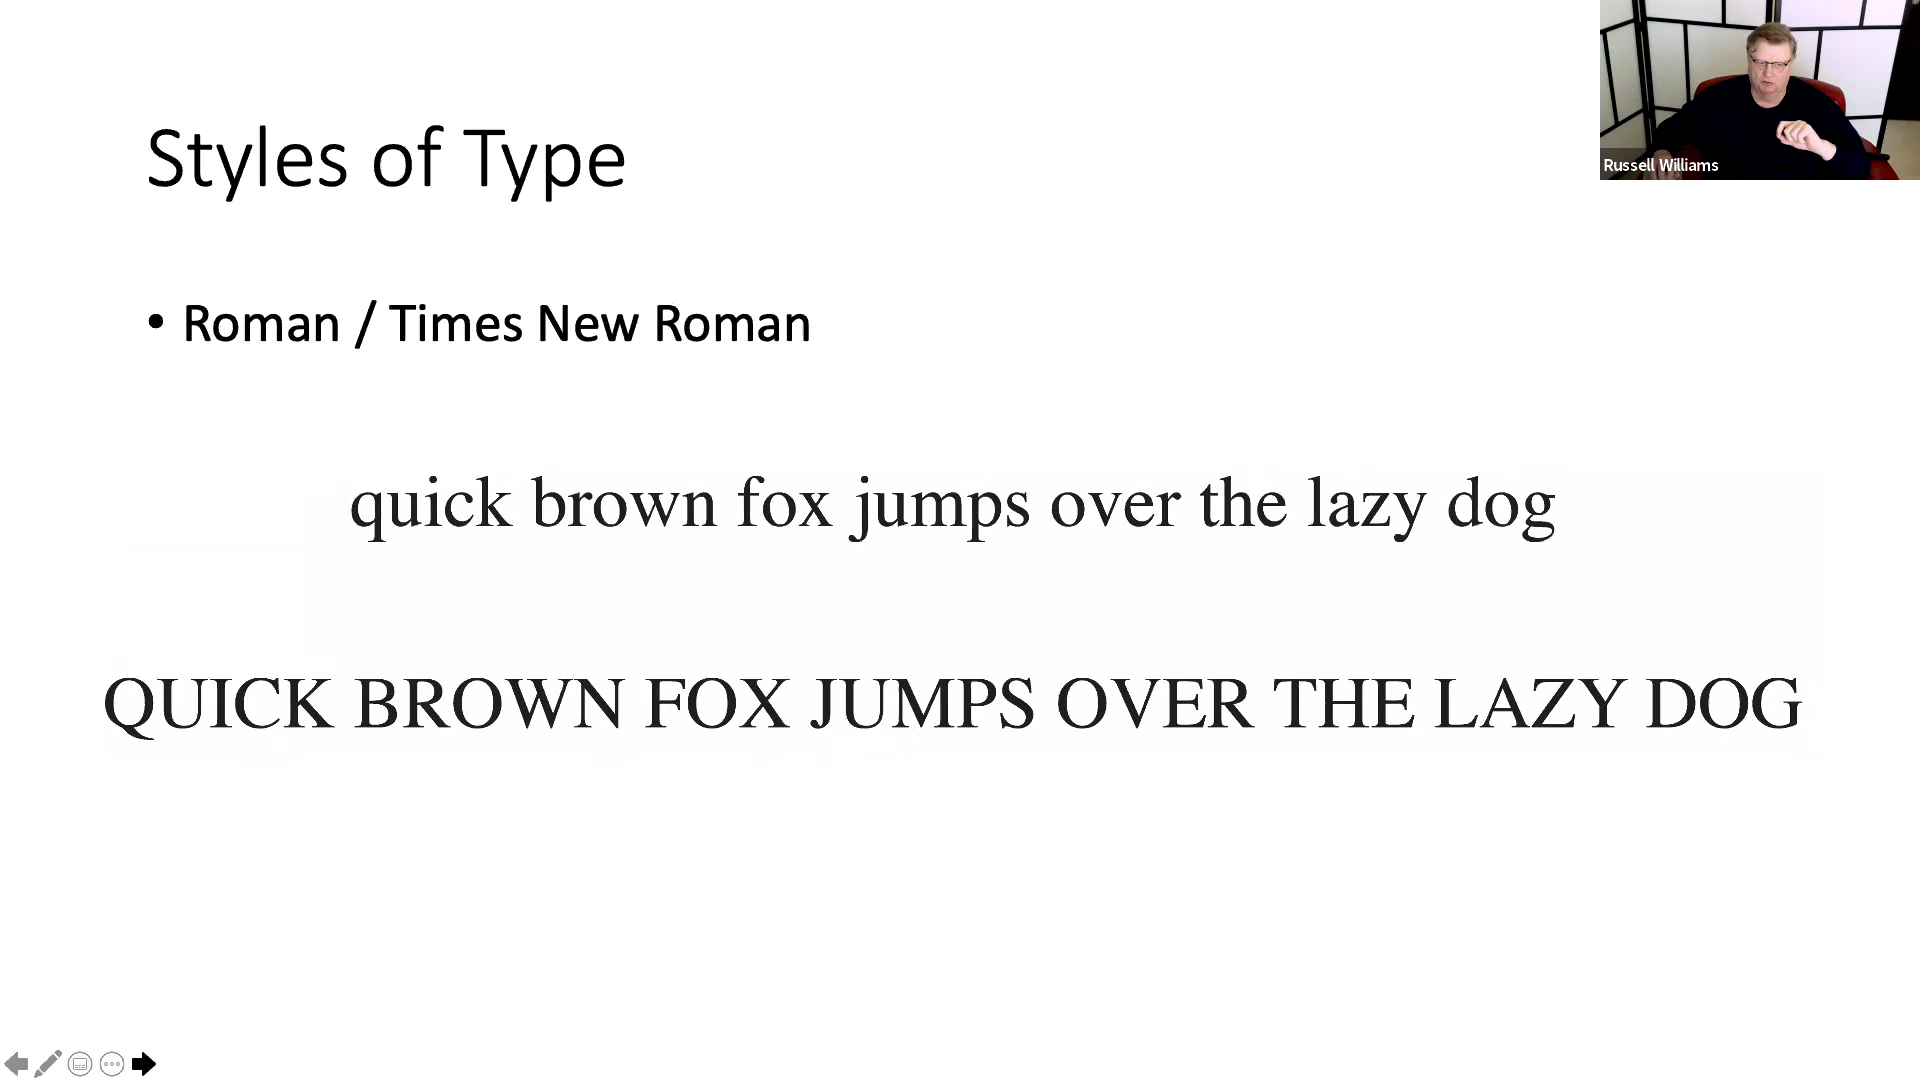 Styles of Type
Russell Williams
• Roman / Times New Roman
quick brown fox jumps over the lazy dog
QUICK BROWN FOX JUMPS OVER THE LAZY DOG